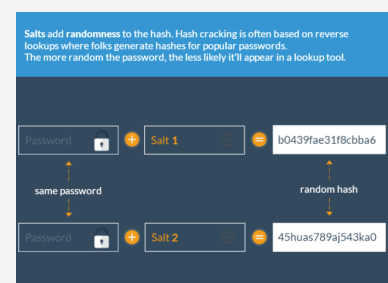 Salts add randomness to the hash. Hash cracking is often based on reverse
lookups where folks generate hashes for popular passwords.
The more random the password, the less likely it'll appear in a lookup tool.
Password + Salt 1 = b0439fae31f8cbba6
same password random hash
Password + Salt 2 = 45huas789aj543ka0